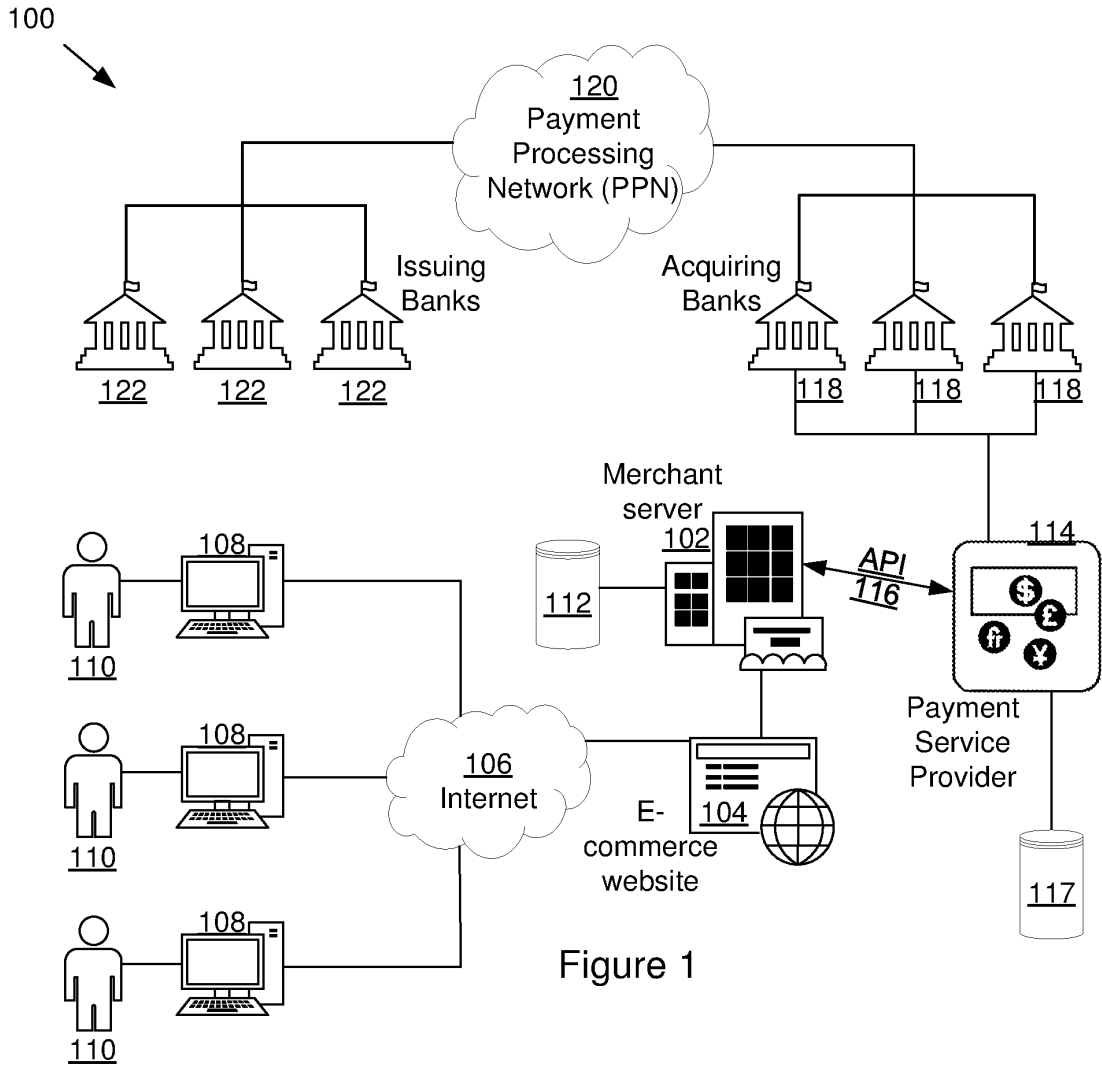 100
120
Payment
Processing
Network (PPN)
Issuing
Banks
Acquiring
Banks
122
122
122
118
118
118
Merchant
server
102
108
112
API
116
114
$
£
fr
¥
110
Payment
Service
Provider
108
106
Internet
104
110
E-
commerce
website
117
108
Figure 1
110